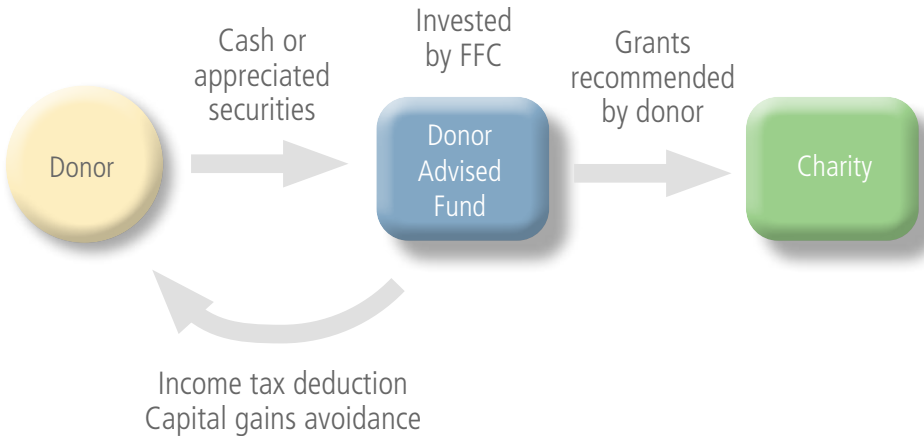 Donor
Cash or
appreciated
securities
Invested
by FFC
Donor
Advised
Fund
Grants
recommended
by donor
Charity
Income tax deduction
Capital gains avoidance